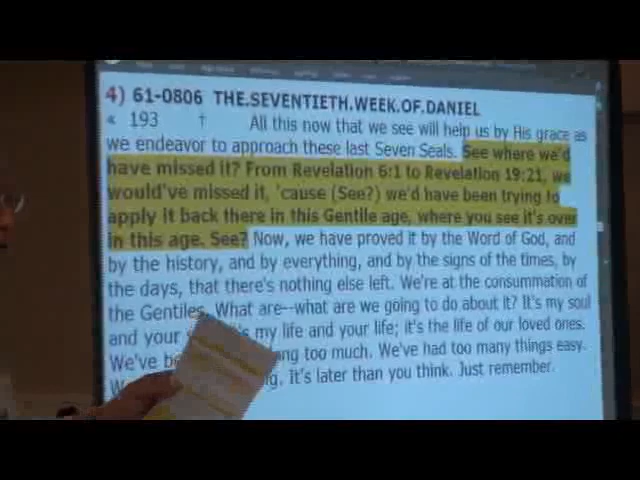 4) 61-0806 THE.SEVENTIETH.WEEK.OF.DANIEL
« 193 † All this now that we see will help us by His grace as
we endeavor to approach these last Seven Seals. See where we'd
have missed it? From Revelation 6:1 to Revelation 19:21, we
would've missed it, 'cause (See?) we'd have been trying to
apply it back there in this Gentile age, where you see it's over
in this age. See? Now, we have proved it by the Word of God, and
by the history, and by everything, and by the signs of the times, by
the days, that there's nothing else left. We're at the consummation of
the Gentiles. What are--what are we going to do about it? It's my soul
and your my life and your life; it's the life of our loved ones.
We've too much. We've had too many things easy.
It's later than you think. Just remember.